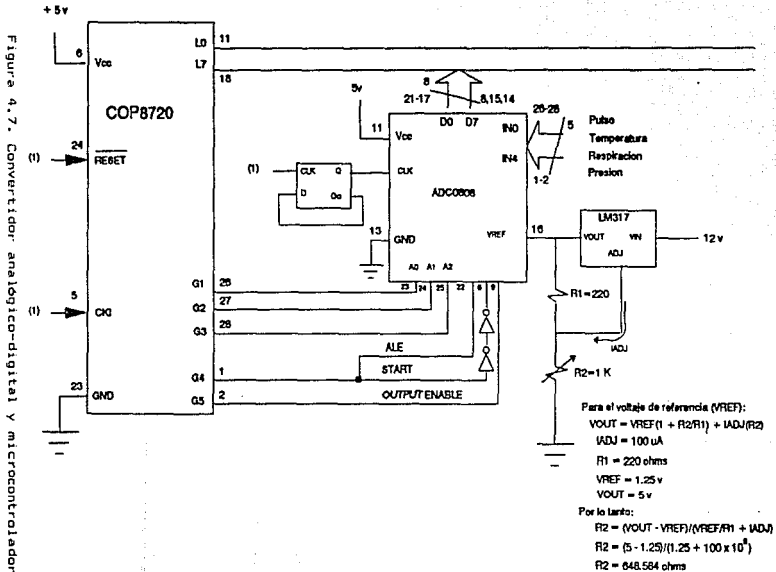 + 5v
6
Vcc
L0
11
L7
18
COP8720
(1)
24
RESET
(1)
5
CKI
23
GND
G1
26
G2
27
G3
28
G4
1
G5
2
8
21-17
8,15,14
D0 D7
5v
11
Vcc
IN0
IN4
26-28
5
1-2
Pulso
Temperatura
Respiracion
Presion
(1)
CLK Q
D
CLK
ADC0808
13
GND
VREF
16
A0 A1 A2
23 24 25 22 6 9
ALE
START
OUTPUT ENABLE
LM317
VOUT VIN
ADJ
12 v
R1=220
IADJ
R2=1 K
Para el voltaje de referencia (VREF):
VOUT = VREF(1 + R2/R1) + IADJ(R2)
IADJ = 100 uA
R1 = 220 ohms
VREF = 1.25 v
VOUT = 5 v
Por lo tanto:
R2 = (VOUT - VREF)/(VREF/R1 + IADJ)
R2 = (5 - 1.25)/(1.25 + 100 x 10
R2 = 648.584 ohms
Figura 4.7. Convertidor analógico-digital y microcontrolador